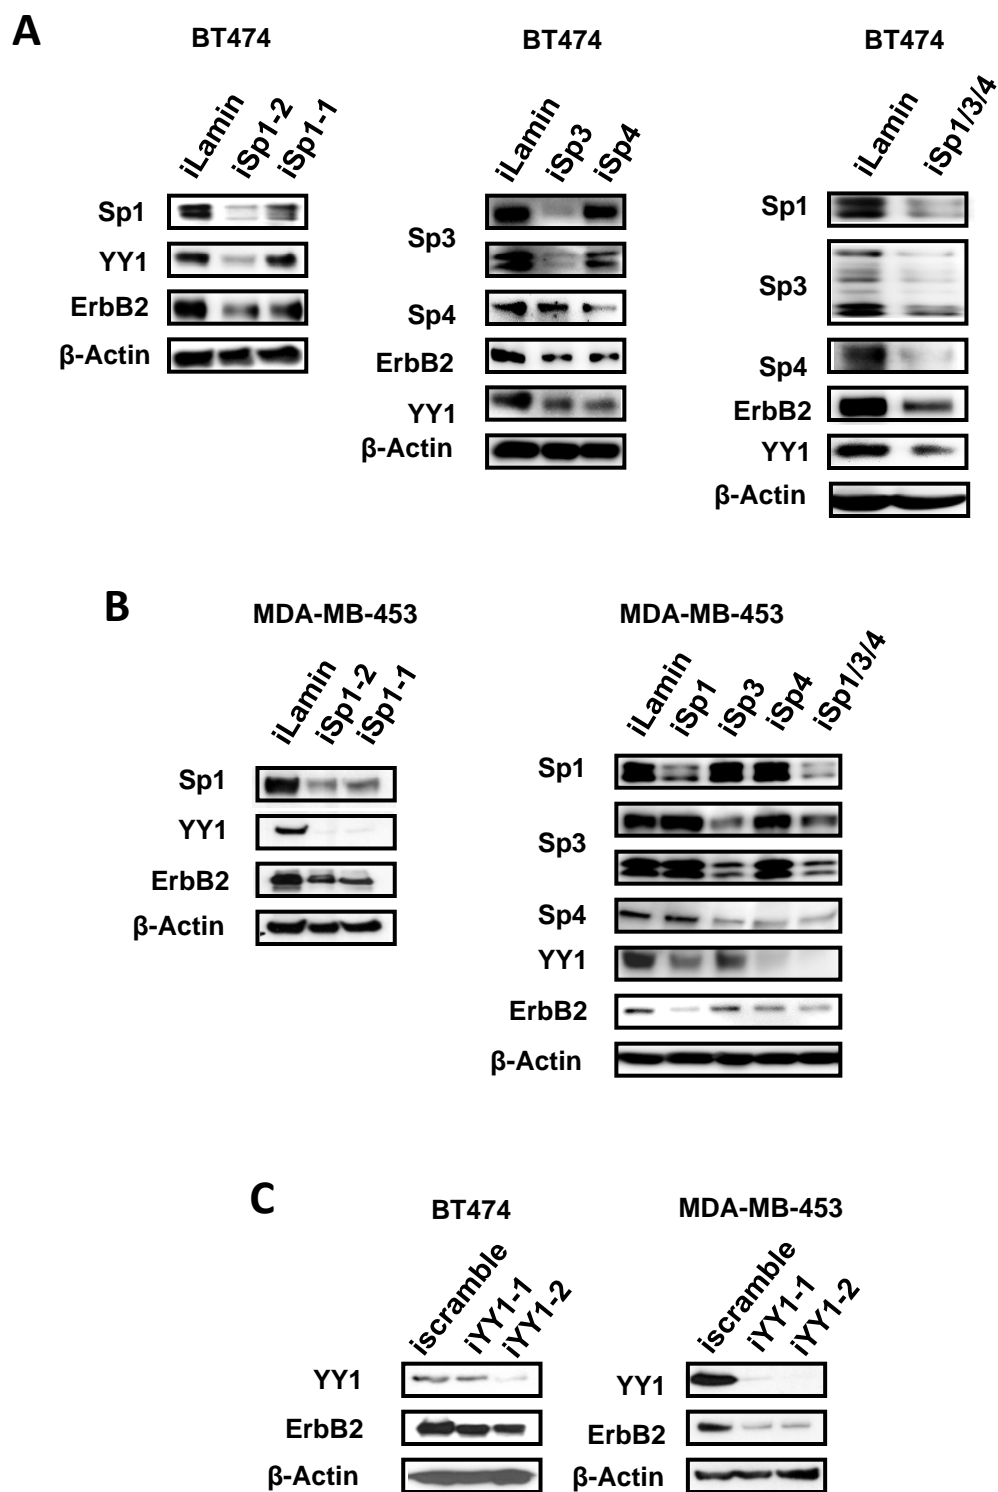 A
BT474
iLamin
iSp1-2
iSp1-1
Sp1
YY1
ErbB2
β-Actin
BT474
iLamin
iSp3
iSp4
Sp3
Sp4
ErbB2
YY1
β-Actin
BT474
iLamin
iSp1/3/4
Sp1
Sp3
Sp4
ErbB2
YY1
β-Actin
B
MDA-MB-453
iLamin
iSp1-2
iSp1-1
Sp1
YY1
ErbB2
β-Actin
MDA-MB-453
iLamin
iSp1
iSp3
iSp4
iSp1/3/4
Sp1
Sp3
Sp4
YY1
ErbB2
β-Actin
C
BT474
iscramble
iYY1-1
iYY1-2
YY1
ErbB2
β-Actin
MDA-MB-453
iscramble
iYY1-1
iYY1-2
YY1
ErbB2
β-Actin